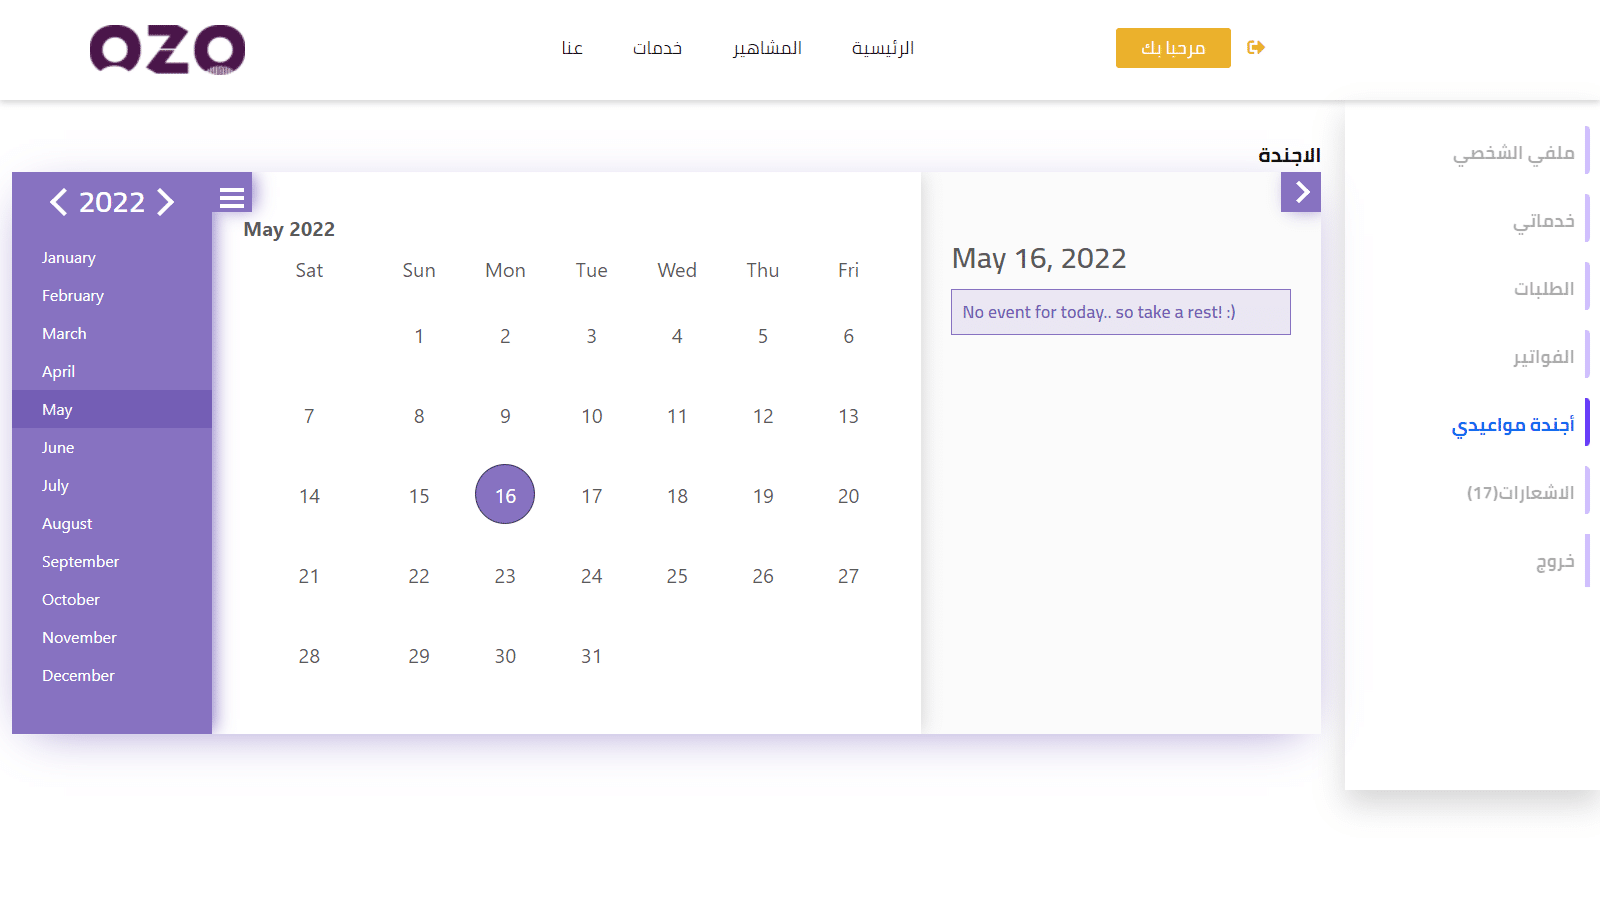 OZO
الرئيسية
المشاهير
خدمات
عنا
مرحبا بك
ملفي الشخصي
خدماتي
الطلبات
الفواتير
أجندة مواعيدي
الاشعارات(17)
خروج
الاجندة
2022
January
February
March
April
May
June
July
August
September
October
November
December
May 2022
Sat Sun Mon Tue Wed Thu Fri
1 2 3 4 5 6
7 8 9 10 11 12 13
14 15 16 17 18 19 20
21 22 23 24 25 26 27
28 29 30 31
May 16, 2022
No event for today.. so take a rest! :)